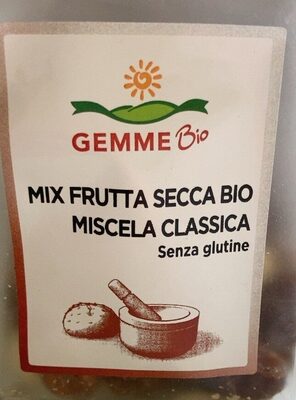 GEMME Bio
MIX FRUTTA SECCA BIO
MISCELA CLASSICA
Senza glutine